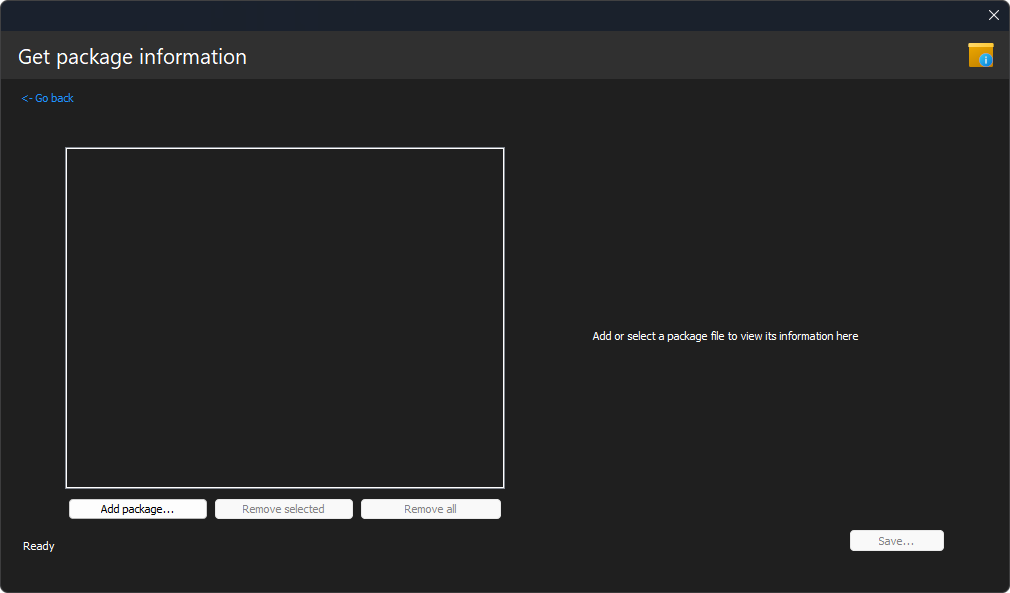 Get package information
<- Go back
Add or select a package file to view its information here
Add package...
Remove selected
Remove all
Ready
Save...